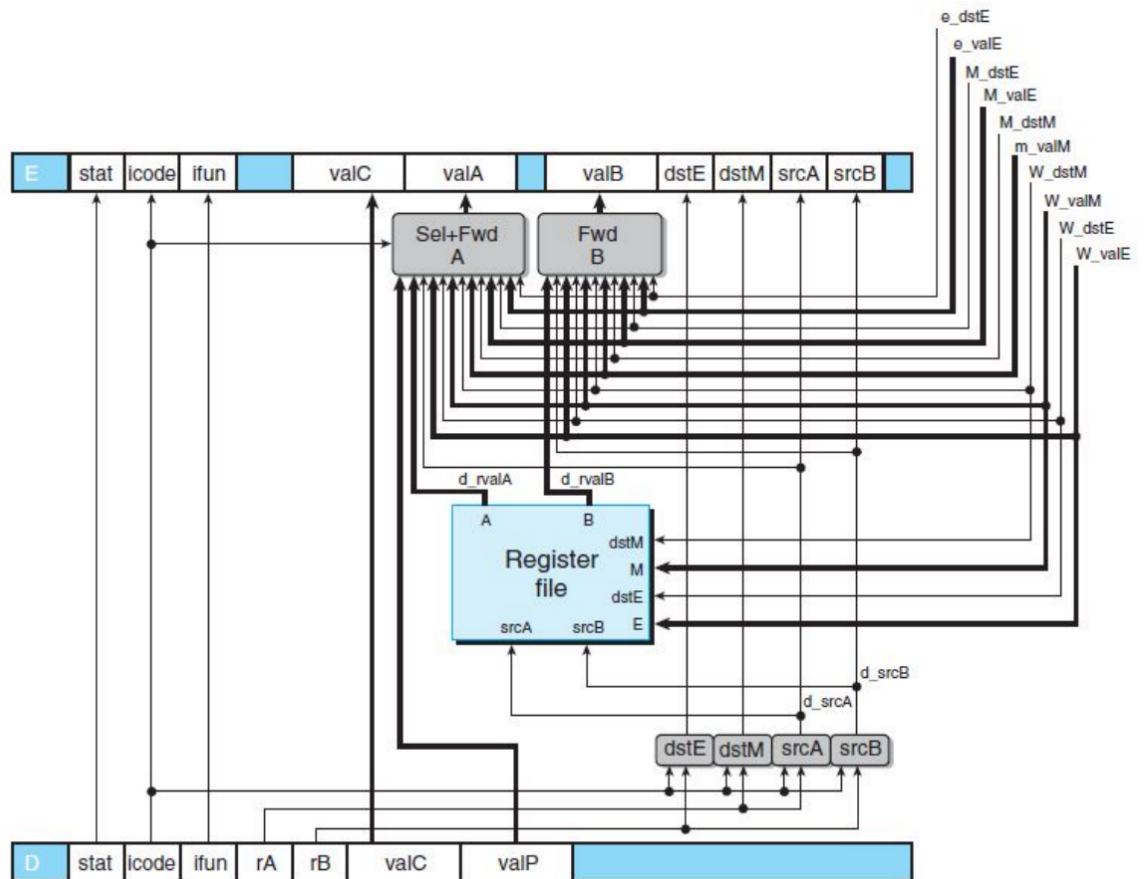 e_dstE
e_valE
M_dstE
M_valE
M_dstM
m_valM
W_dstM
W_valM
W_dstE
W_valE
E stat icode ifun valC valA valB dstE dstM srcA srcB
Sel+Fwd
A
Fwd
B
d_rvalA d_rvalB
A B
dstM
Register
file
M
dstE
E
srcA srcB
d_srcB
d_srcA
dstE dstM srcA srcB
D stat icode ifun rA rB valC valP